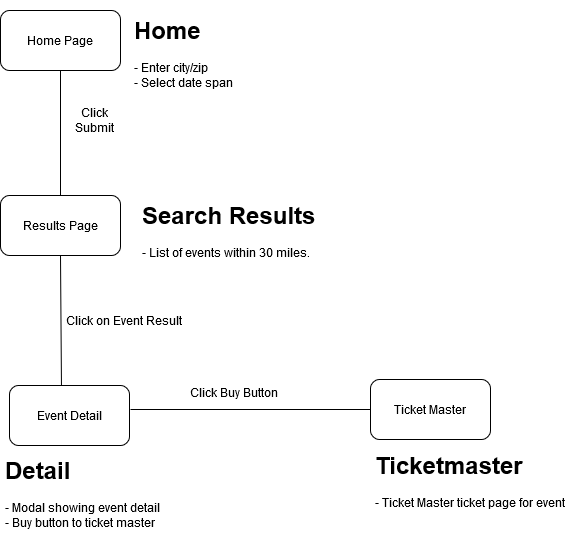 Home Page
Home
- Enter city/zip
- Select date span
Click
Submit
Results Page
Search Results
- List of events within 30 miles.
Click on Event Result
Event Detail
Click Buy Button
Ticket Master
Detail
- Modal showing event detail
- Buy button to ticket master
Ticketmaster
- Ticket Master ticket page for event